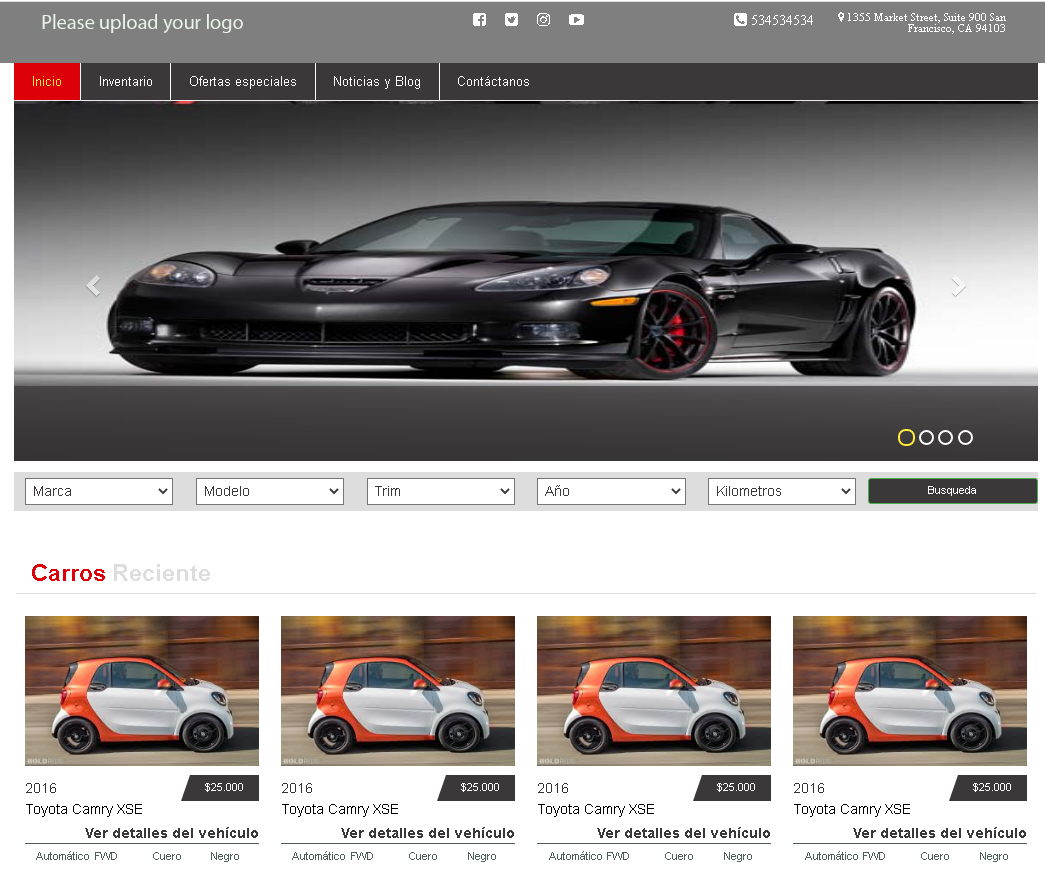 Please upload your logo
534534534
1355 Market Street, Suite 900 San
Francisco, CA 94103
Inicio Inventario Ofertas especiales Noticias y Blog Contáctanos
Marca Modelo Trim Año Kilometros Busqueda
Carros Reciente
2016 $25.000 2016 $25.000 2016 $25.000 2016 $25.000
Toyota Camry XSE Toyota Camry XSE Toyota Camry XSE Toyota Camry XSE
Ver detalles del vehículo Ver detalles del vehículo Ver detalles del vehículo Ver detalles del vehículo
Automático FWD Cuero Negro Automático FWD Cuero Negro Automático FWD Cuero Negro Automático FWD Cuero Negro